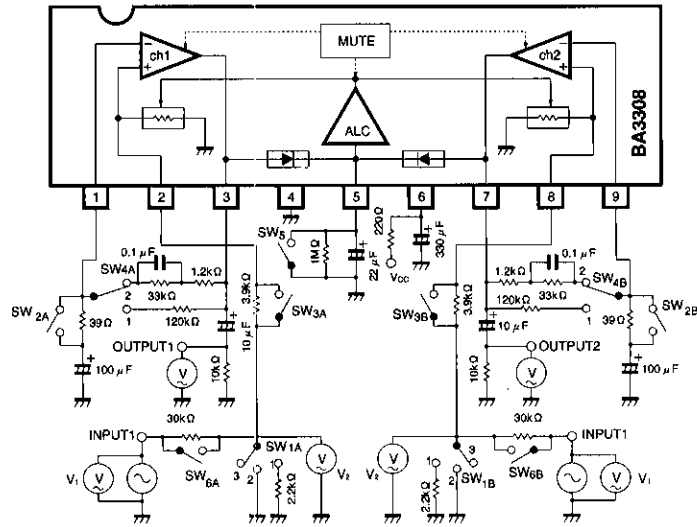 MUTE
ch1
ch2
ALC
BA3308
1 2 3 4 5 6 7 8 9
0.1μF
SW4A
2
33kΩ
1.2kΩ
SW2A
39Ω
120kΩ
1
100μF
OUTPUT1
V
10kΩ
10μF
3.9kΩ
SW3A
SW5
1MΩ
22μF
220Ω
VCC
330μF
SW3B
3.9kΩ
10μF
10kΩ
OUTPUT2
V
1.2kΩ
0.1μF
33kΩ
120kΩ
2
SW4B
1
39Ω
SW2B
100μF
30kΩ
INPUT1
V1
V
SW6A
SW1A
3
2
1
2.2kΩ
V
V2
V2
V
1
2.2kΩ
SW1B
3
2
30kΩ
INPUT1
SW6B
V
V1